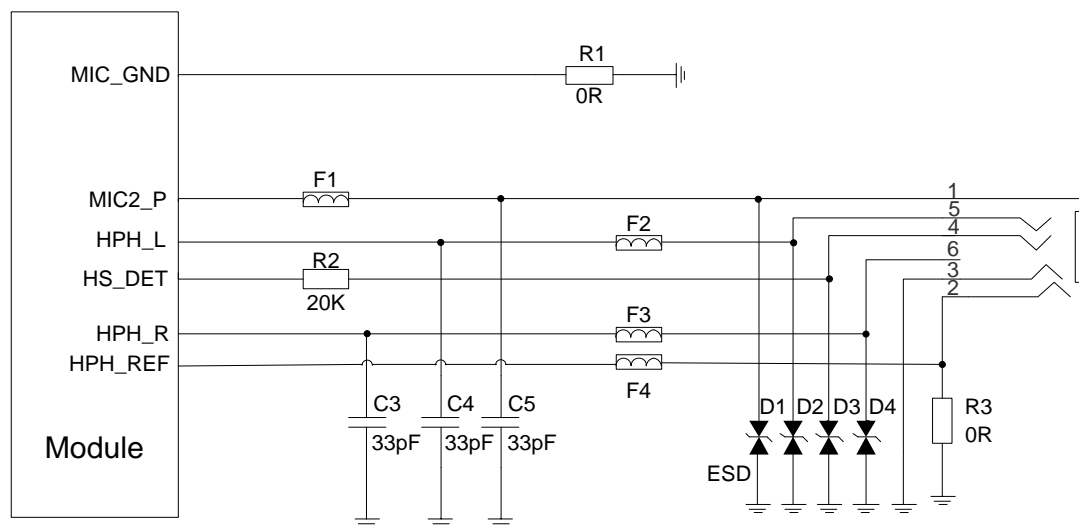 R1
MIC_GND
0R
F1
MIC2_P
1
5
F2
4
HPH_L
6
R2
HS_DET
3
20K
2
F3
HPH_R
HPH_REF
F4
C3
C4
C5
D1
D2
D3
D4
R3
33pF
33pF
33pF
0R
Module
ESD